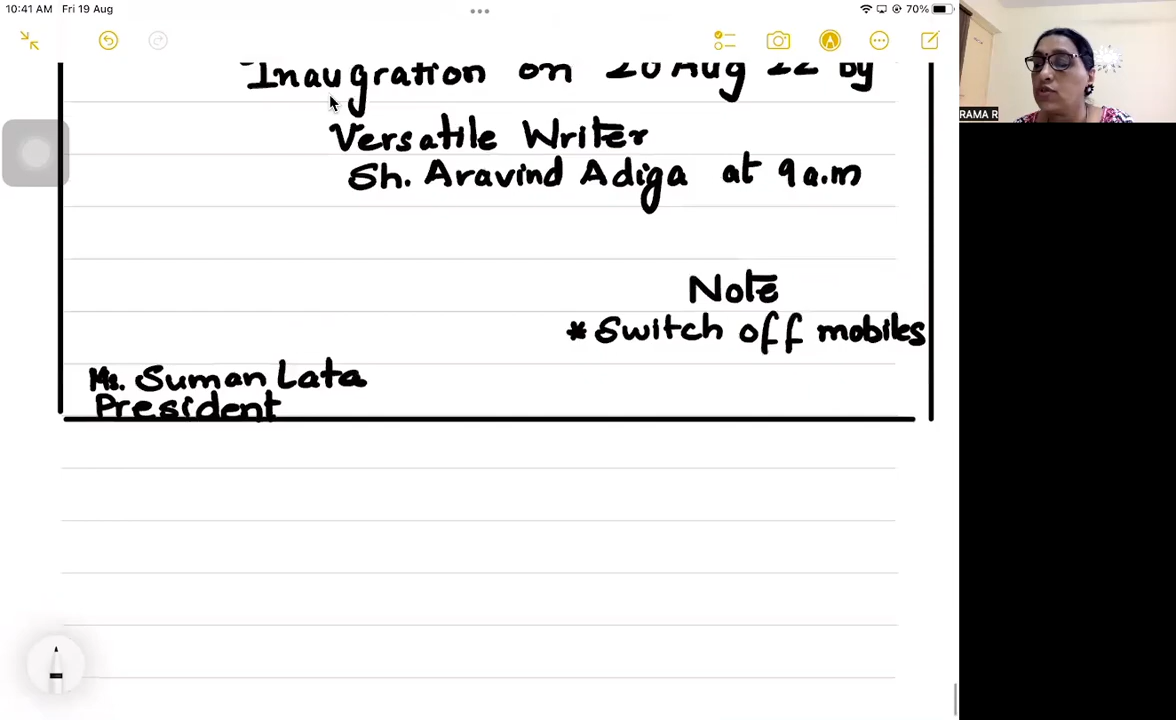 10:41 AM Fri 19 Aug
70%
Inaugration on 20 Aug 22 by
Versatile Writer
Sh. Aravind Adiga at 9 a.m
Note
* Switch off mobiles
Ms. Suman Lata
President
RAMA R